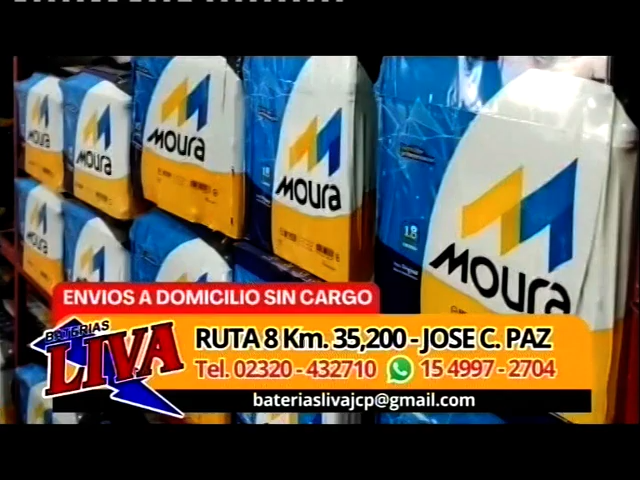 moura
moura
moura
moura
moura
moura
ENVIOS A DOMICILIO SIN CARGO
BATERIAS
LIVA
RUTA 8 Km. 35,200 - JOSE C. PAZ
Tel. 02320 - 432710 15 4997 - 2704
bateriaslivajcp@gmail.com